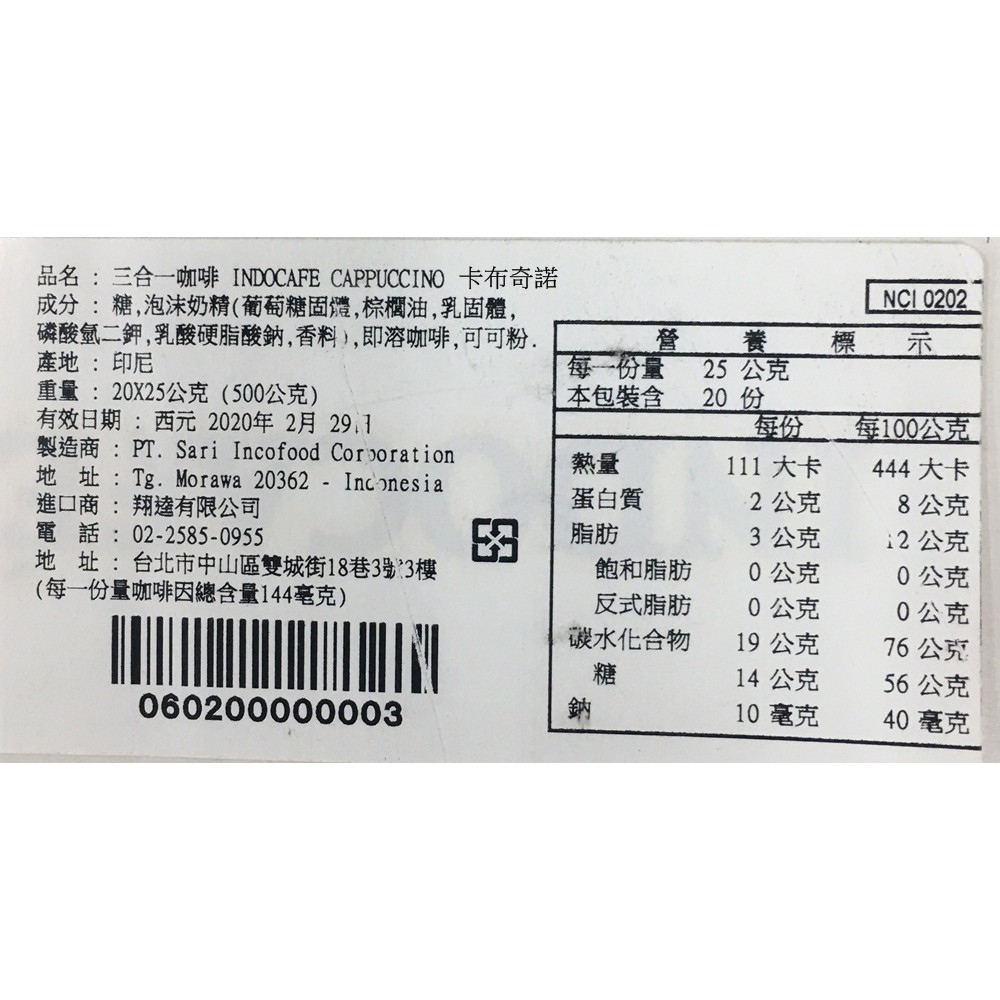 品名 : 三合一咖啡 INDOCAFE CAPPUCCINO 卡布奇諾
成分 : 糖,泡沫奶精(葡萄糖固體,棕櫚油,乳固體,
磷酸氫二鉀,乳酸硬脂酸鈉,香料),即溶咖啡,可可粉.
產地 : 印尼
重量 : 20X25公克 (500公克)
有效日期 : 西元 2020年 2月 29日
製造商 : PT. Sari Incofood Corporation
地 址 : Tg. Morawa 20362 - Indonesia
進口商 : 翔達有限公司
電 話 : 02-2585-0955
地 址 : 台北市中山區雙城街18巷3號3樓
(每一份量咖啡因總含量144毫克)
060200000003
NCI 0202
營 養 標 示
每一份量 25 公克
本包裝含 20 份
每份 每100公克
熱量 111 大卡 444 大卡
蛋白質 2 公克 8 公克
脂肪 3 公克 12 公克
飽和脂肪 0 公克 0 公克
反式脂肪 0 公克 0 公克
碳水化合物 19 公克 76 公克
糖 14 公克 56 公克
鈉 10 毫克 40 毫克